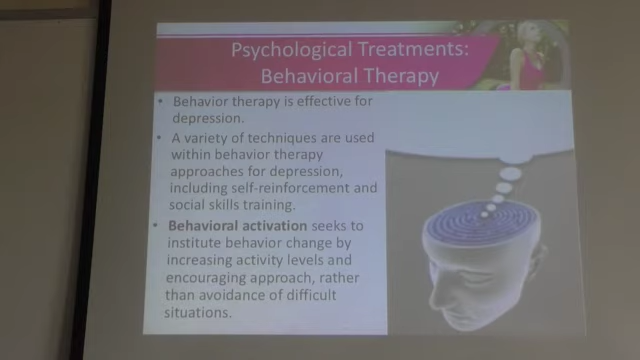 Psychological Treatments:
Behavioral Therapy
• Behavior therapy is effective for
depression.
• A variety of techniques are used
within behavior therapy
approaches for depression,
including self-reinforcement and
social skills training.
• Behavioral activation seeks to
institute behavior change by
increasing activity levels and
encouraging approach, rather
than avoidance of difficult
situations.